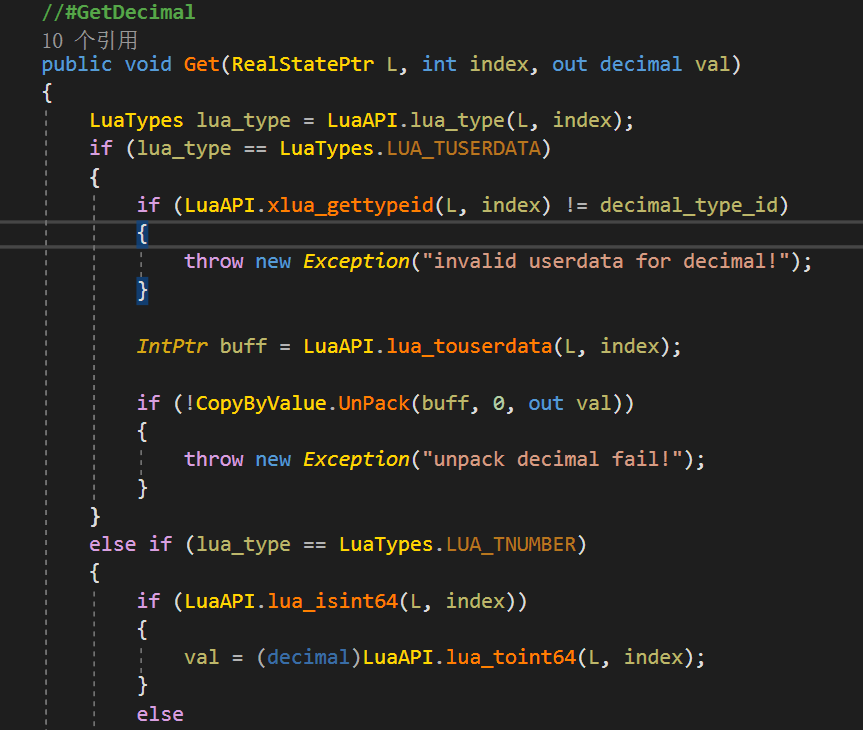 //#GetDecimal
10 个引用
public void Get(RealStatePtr L, int index, out decimal val)
{
    LuaTypes lua_type = LuaAPI.lua_type(L, index);
    if (lua_type == LuaTypes.LUA_TUSERDATA)
    {
        if (LuaAPI.xlua_gettypeid(L, index) != decimal_type_id)
        {
            throw new Exception("invalid userdata for decimal!");
        }

        IntPtr buff = LuaAPI.lua_touserdata(L, index);

        if (!CopyByValue.UnPack(buff, 0, out val))
        {
            throw new Exception("unpack decimal fail!");
        }
    }
    else if (lua_type == LuaTypes.LUA_TNUMBER)
    {
        if (LuaAPI.lua_isint64(L, index))
        {
            val = (decimal)LuaAPI.lua_toint64(L, index);
        }
        else